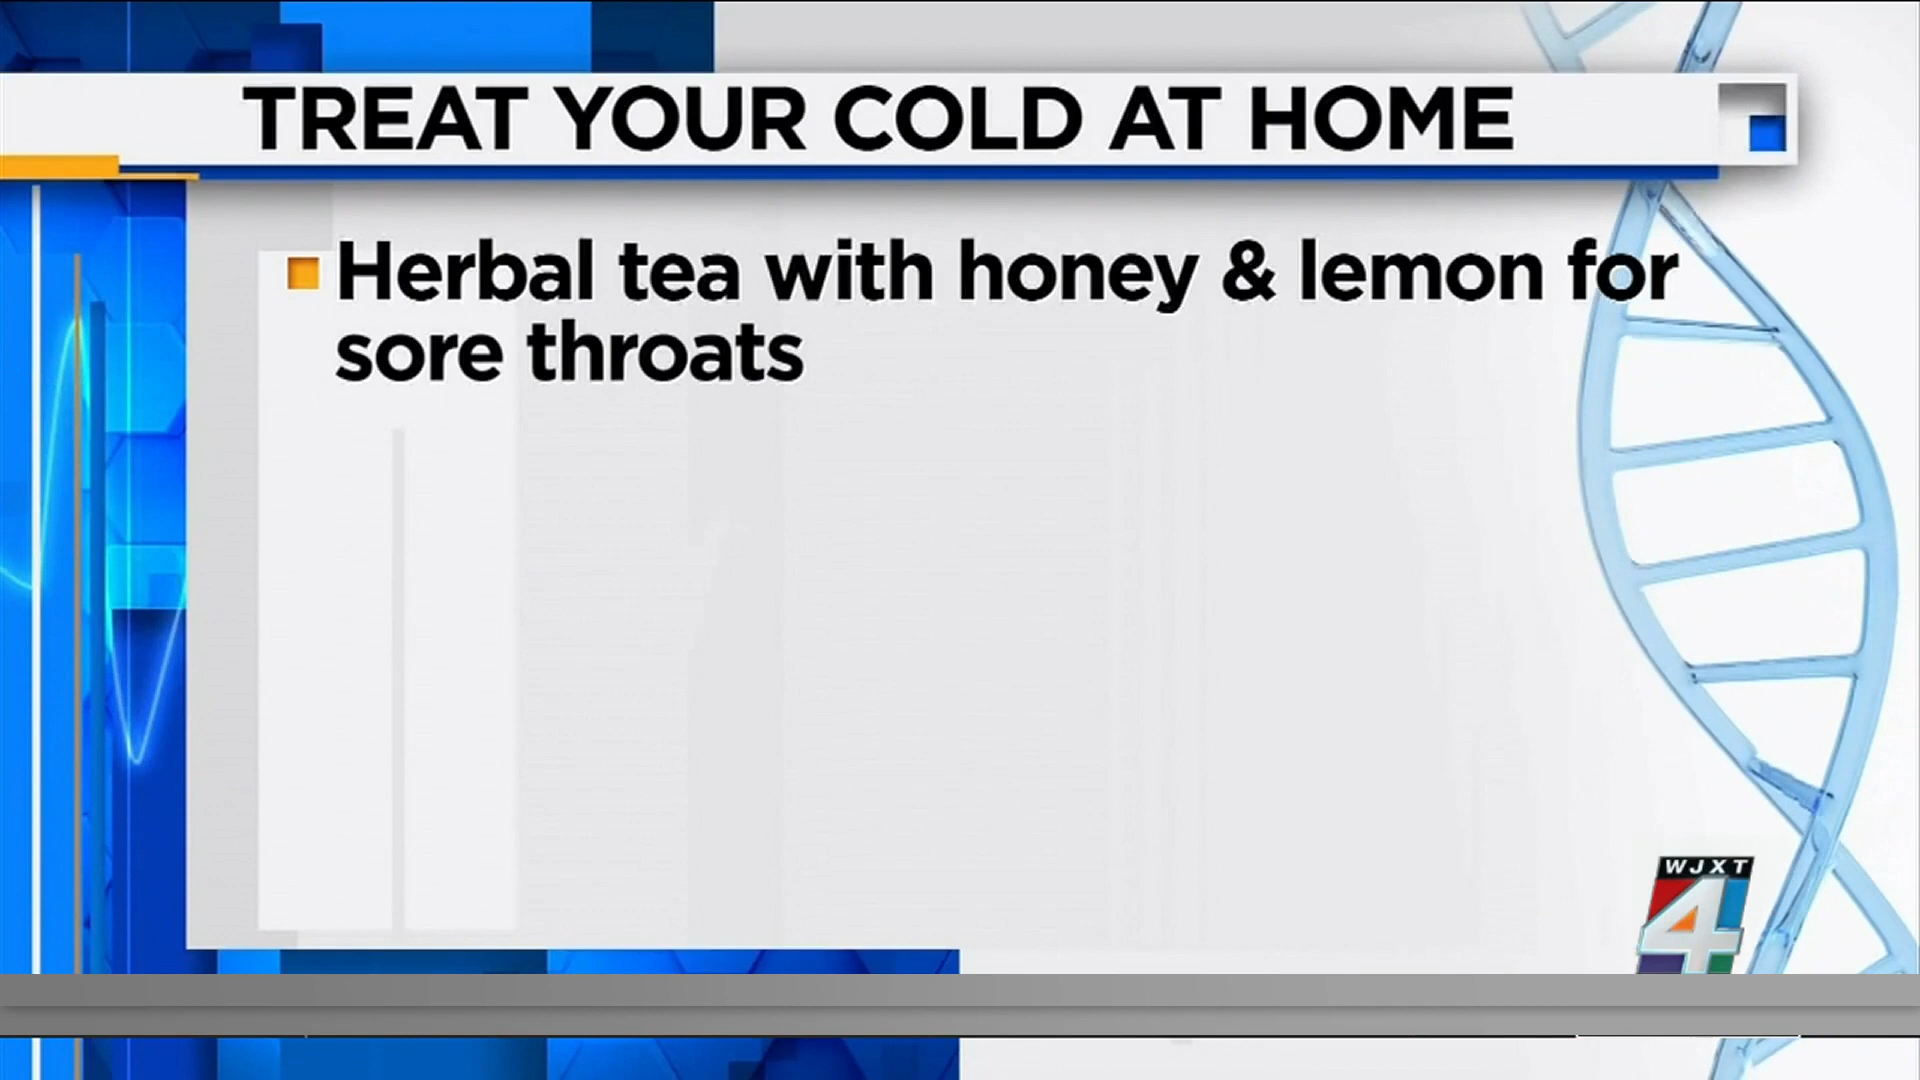 TREAT YOUR COLD AT HOME
Herbal tea with honey & lemon for
sore throats
WJXT
4